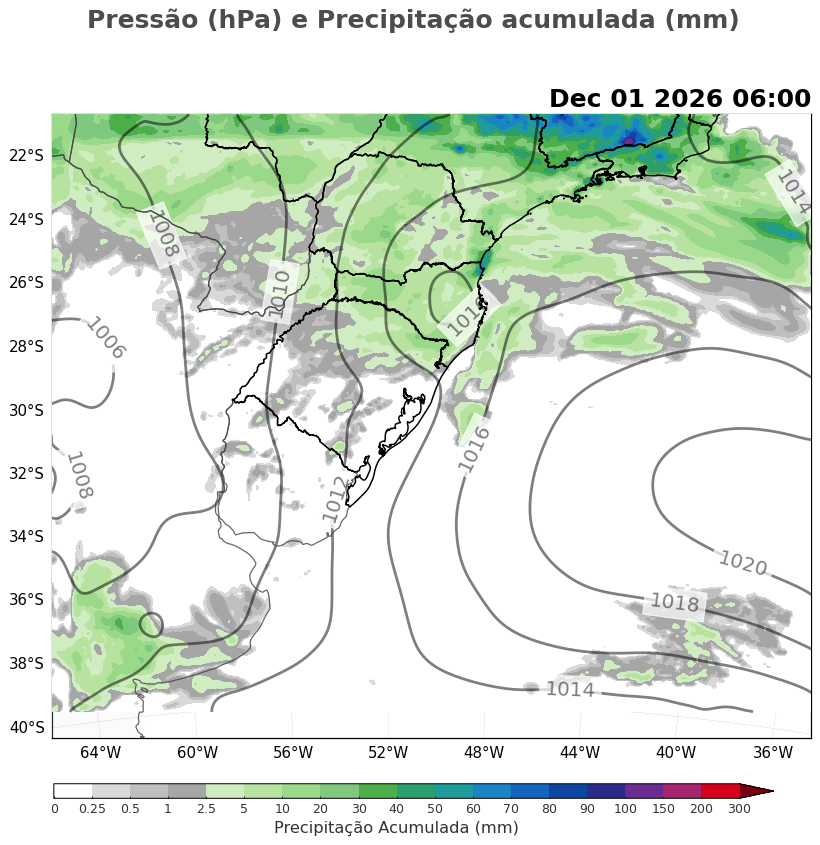 Pressão (hPa) e Precipitação acumulada (mm)
Dec 01 2026 06:00
22°S
24°S
26°S
28°S
30°S
32°S
34°S
36°S
38°S
40°S
1014
1008
1010
1006
1014
1016
1008
1012
1020
1018
1014
64°W 60°W 56°W 52°W 48°W 44°W 40°W 36°W
0 0.25 0.5 1 2.5 5 10 20 30 40 50 60 70 80 90 100 150 200 300
Precipitação Acumulada (mm)